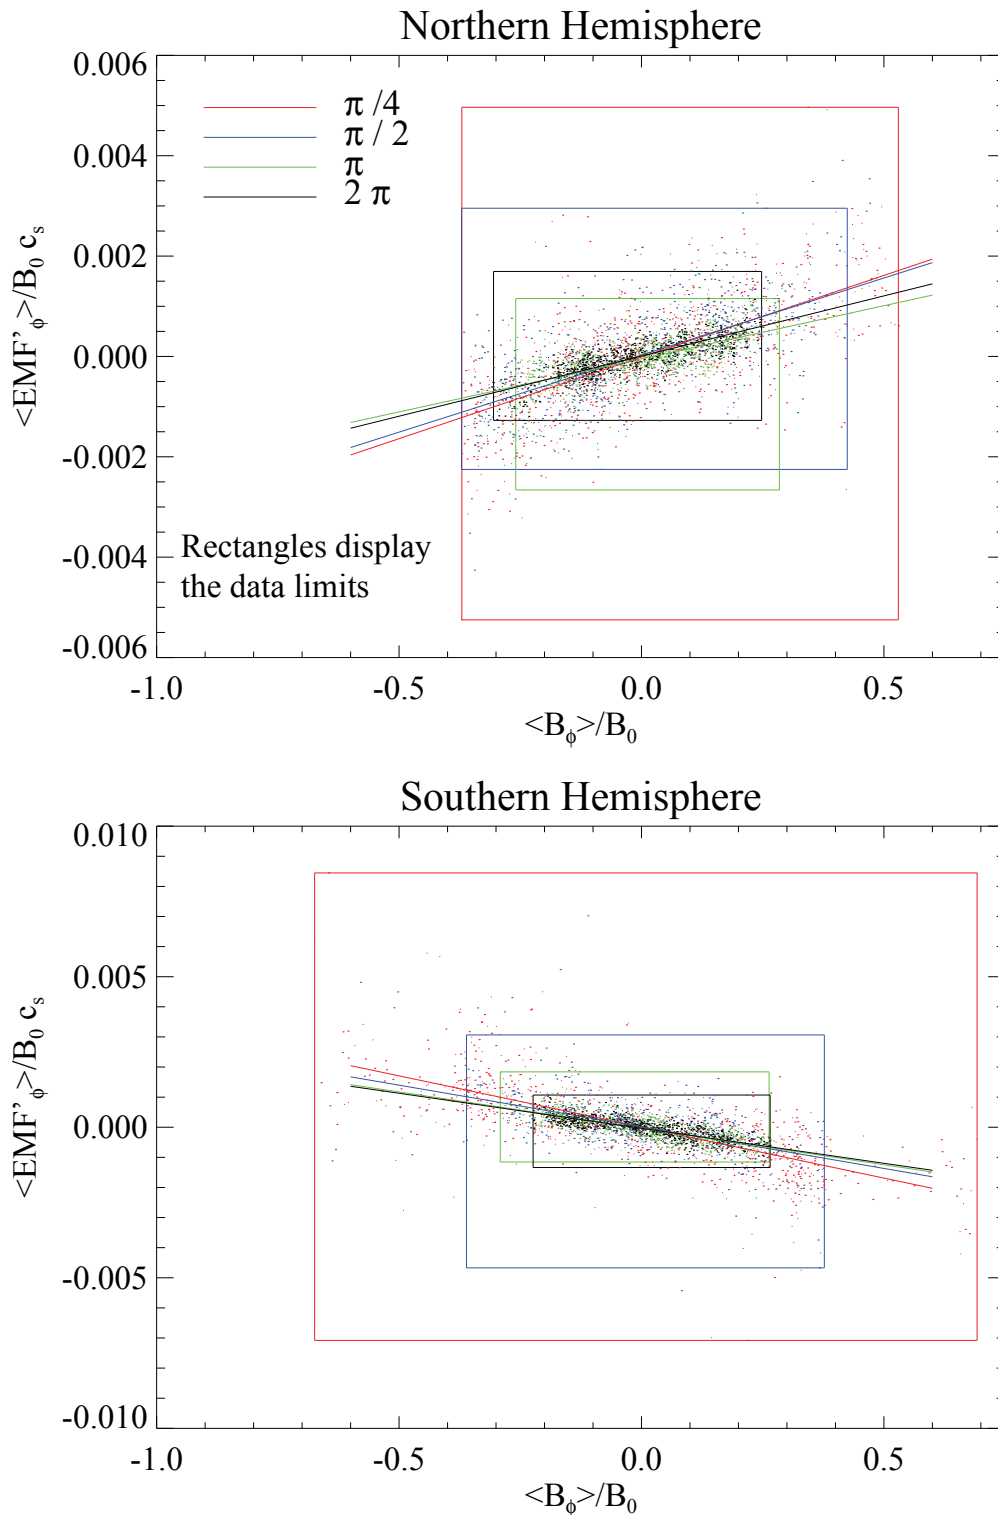 Northern Hemisphere
0.006
0.004
0.002
0.000
-0.002
-0.004
-0.006
<EMF'ϕ>/B0 cs
π /4
π / 2
π
2 π
Rectangles display
the data limits
-1.0 -0.5 0.0 0.5
<Bϕ>/B0
Southern Hemisphere
0.010
0.005
0.000
-0.005
-0.010
<EMF'ϕ>/B0 cs
-1.0 -0.5 0.0 0.5
<Bϕ>/B0